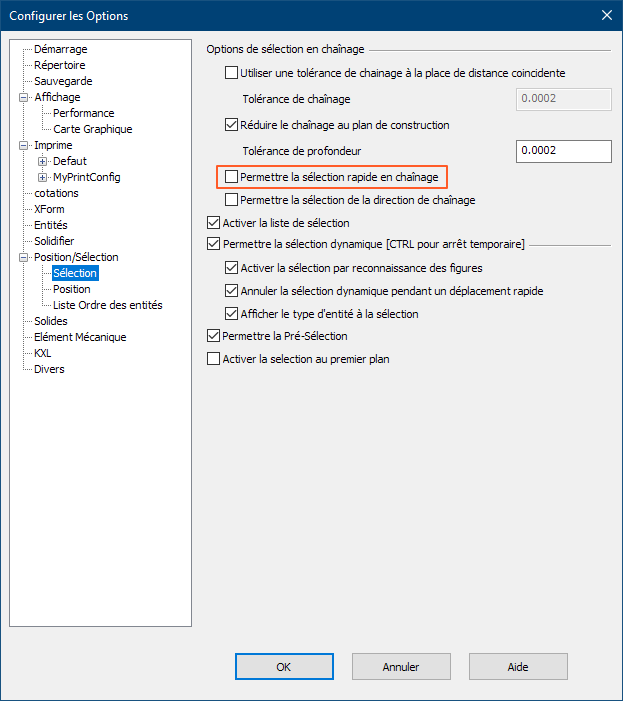 Configurer les Options
Démarrage
Répertoire
Sauvegarde
Affichage
Performance
Carte Graphique
Imprime
Defaut
MyPrintConfig
cotations
XForm
Entités
Solidifier
Position/Sélection
Sélection
Position
Liste Ordre des entités
Solides
Elément Mécanique
KXL
Divers
Options de sélection en chaînage
Utiliser une tolérance de chainage à la place de distance coincidente
Tolérance de chaînage 0.0002
Réduire le chaînage au plan de construction
Tolérance de profondeur 0.0002
Permettre la sélection rapide en chaînage
Permettre la sélection de la direction de chaînage
Activer la liste de sélection
Permettre la sélection dynamique [CTRL pour arrêt temporaire]
Activer la sélection par reconnaissance des figures
Annuler la sélection dynamique pendant un déplacement rapide
Afficher le type d'entité à la sélection
Permettre la Pré-Sélection
Activer la selection au premier plan
OK Annuler Aide